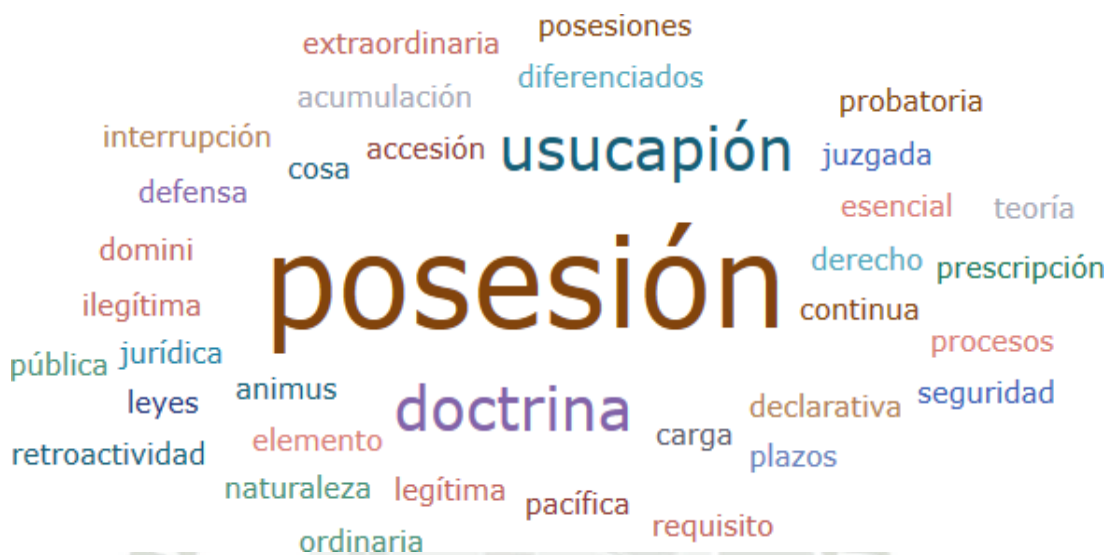 posesiones
extraordinaria
diferenciados
acumulación
probatoria
interrupción
accesión
usucapión
juzgada
cosa
defensa
esencial
teoría
domini
derecho
prescripción
posesión
ilegítima
continua
procesos
pública
jurídica
animus
seguridad
leyes
doctrina
declarativa
carga
retroactividad
elemento
plazos
naturaleza
legítima
pacífica
requisito
ordinaria